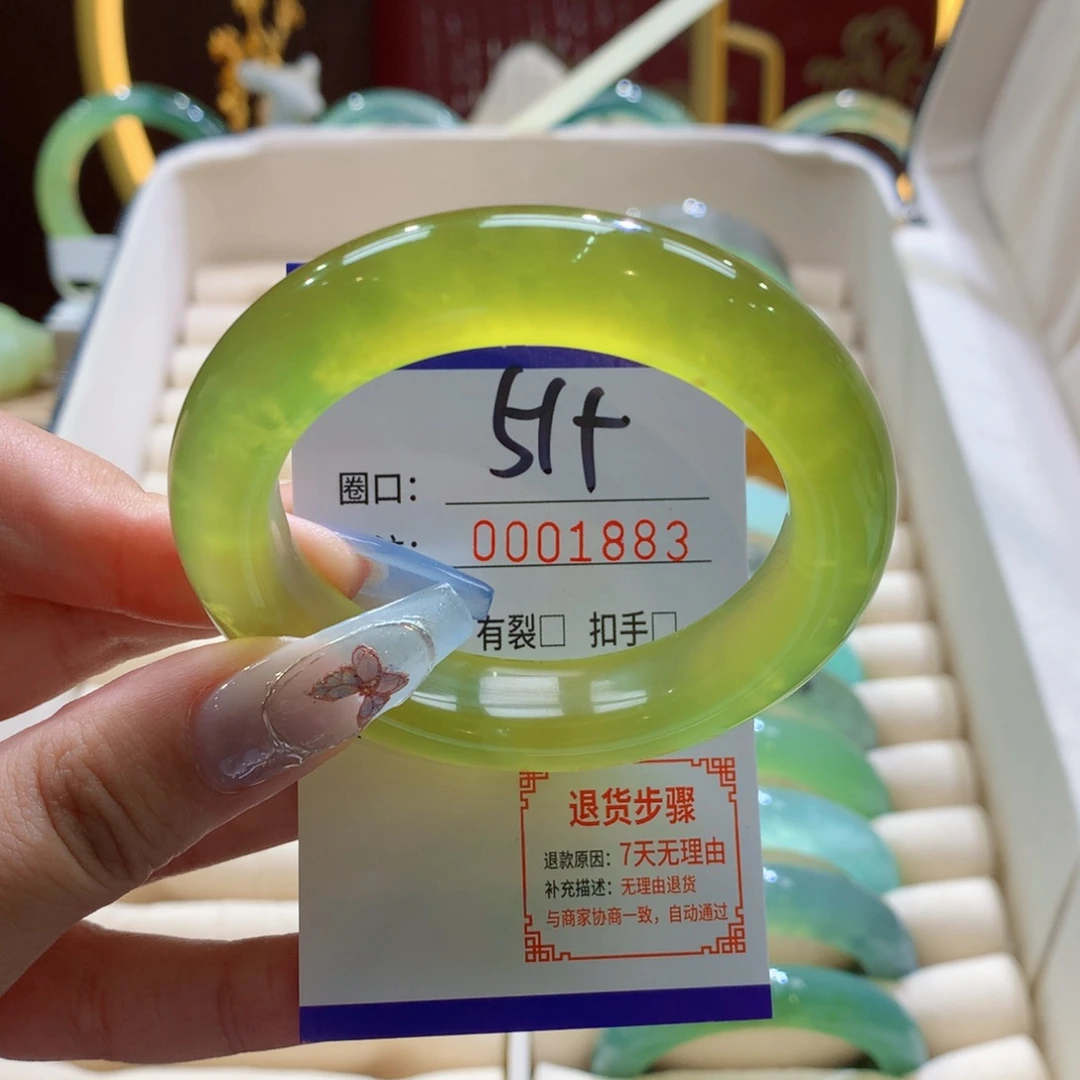 51+
圈口：
0001883
有裂□ 扣手□
退货步骤
退款原因：7天无理由
补充描述：无理由退货
与商家协商一致，自动通过